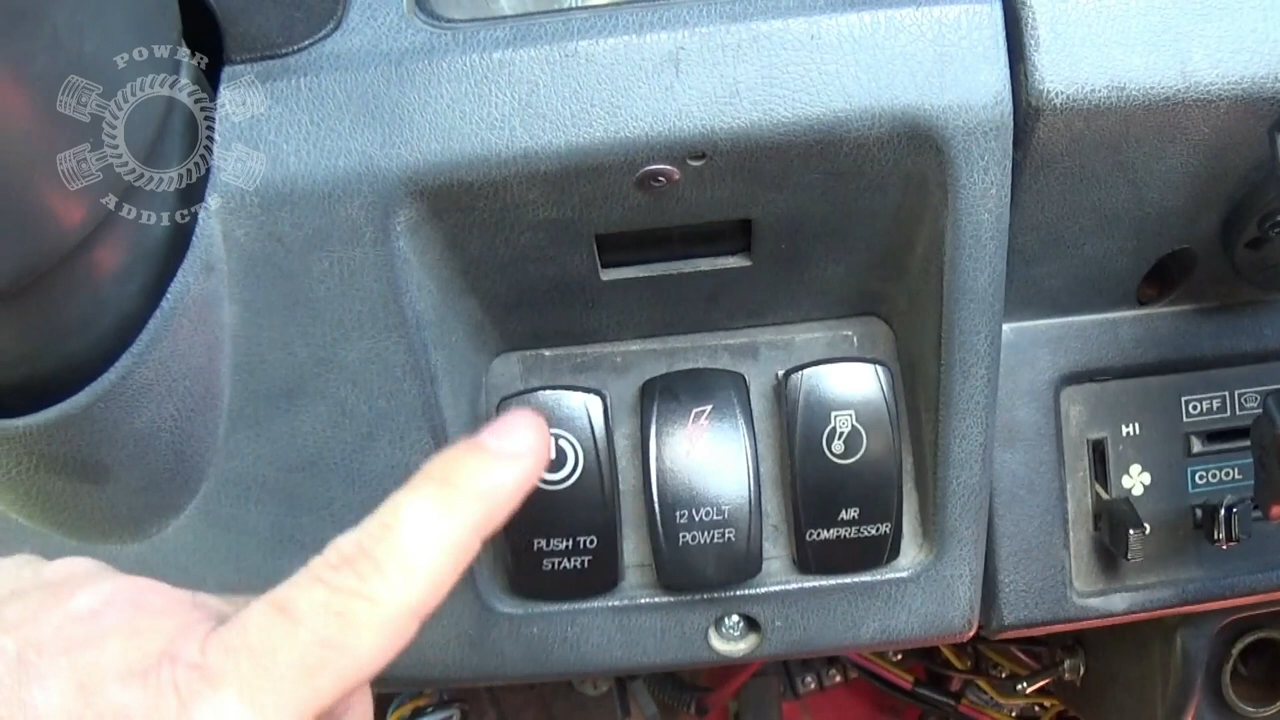 POWER
ADDICTS
OFF
HI
COOL
12 VOLT
POWER
AIR
COMPRESSOR
PUSH TO
START